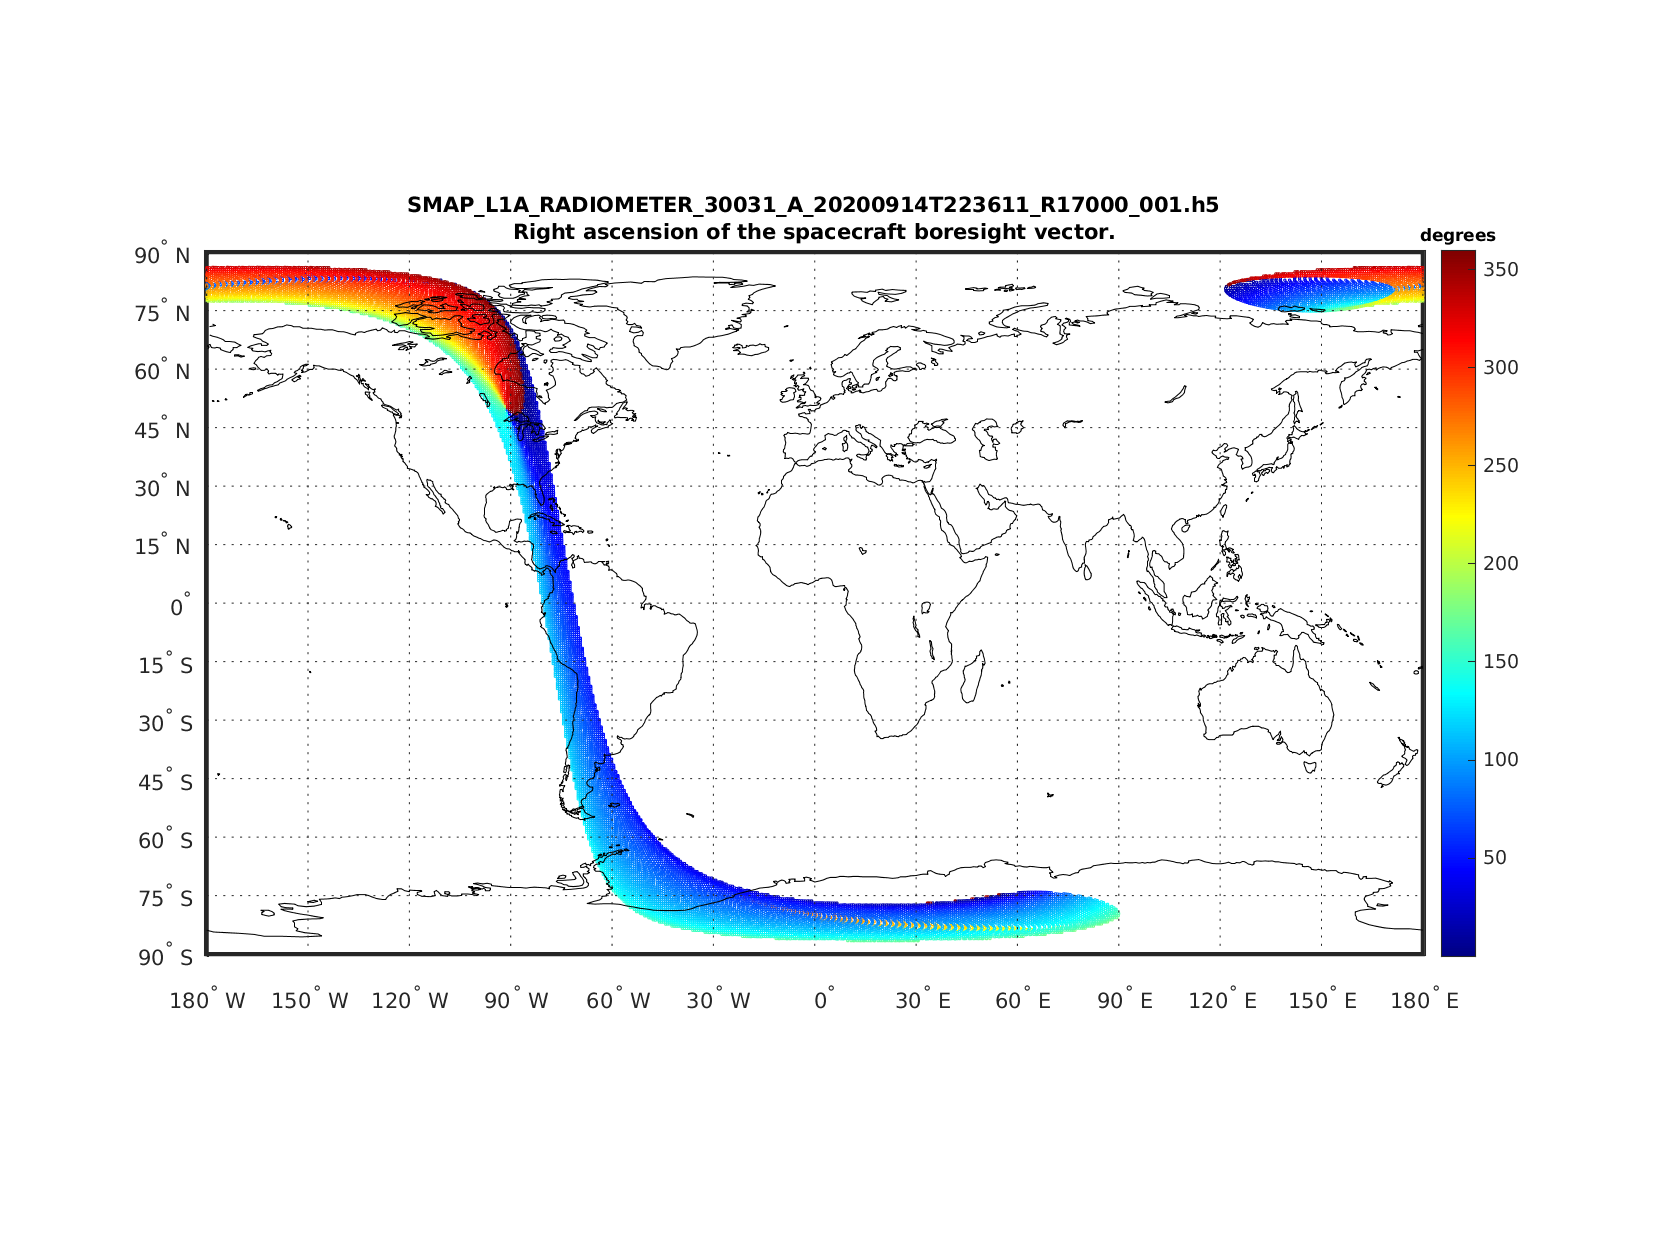 SMAP_L1A_RADIOMETER_30031_A_20200914T223611_R17000_001.h5
Right ascension of the spacecraft boresight vector.
degrees
90° N
75° N
60° N
45° N
30° N
15° N
0°
15° S
30° S
45° S
60° S
75° S
90° S
180° W 150° W 120° W 90° W 60° W 30° W 0° 30° E 60° E 90° E 120° E 150° E 180° E
350
300
250
200
150
100
50